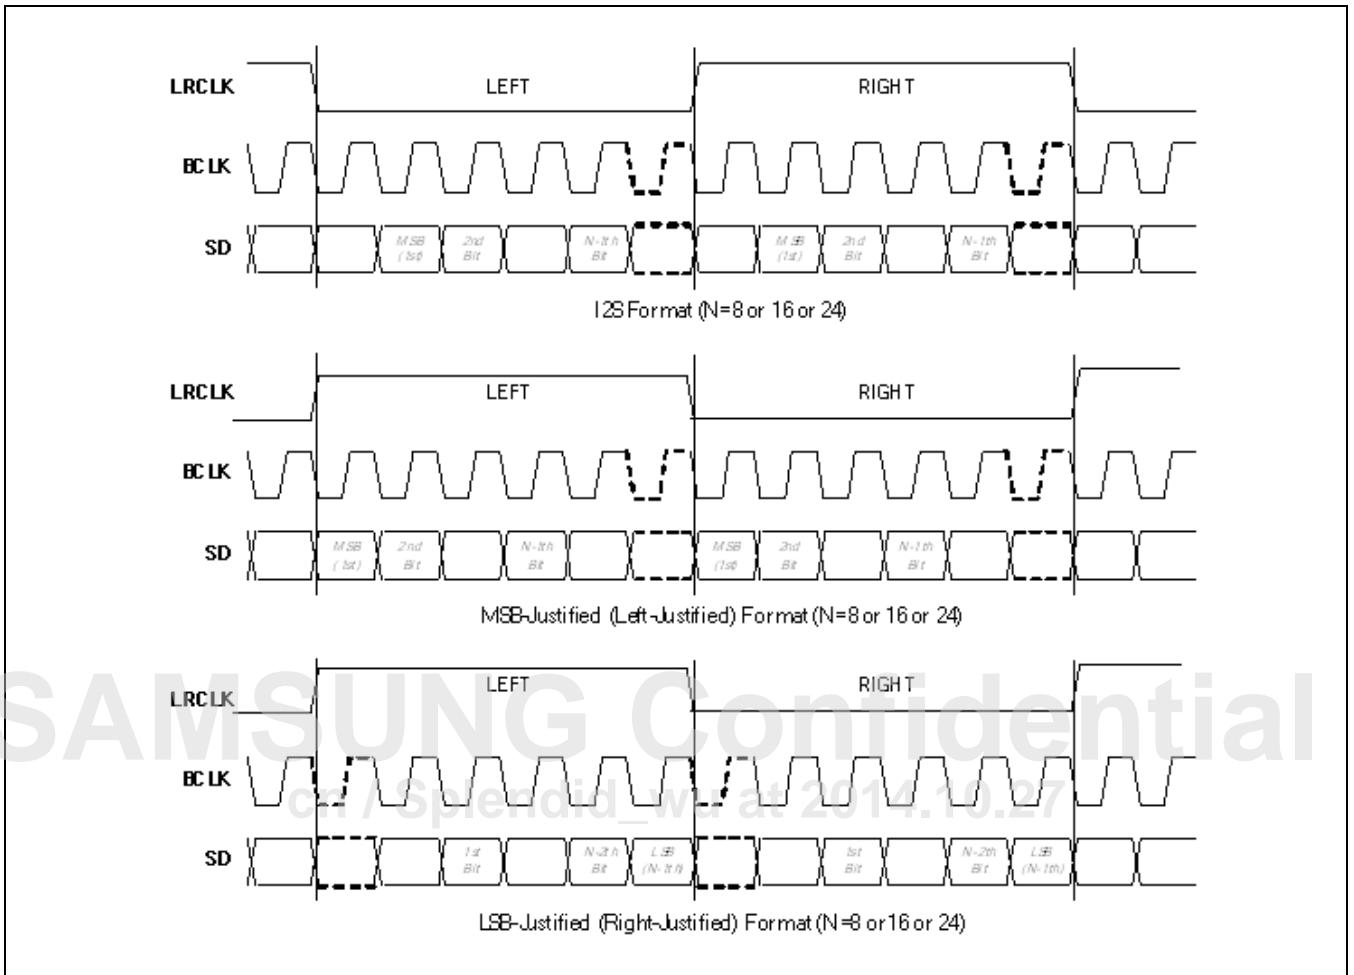 LRCLK LEFT RIGHT
BCLK
SD MSB 2nd N-1th MSB 2nd N-1th
(1st) Bit Bit (1st) Bit Bit
I2S Format (N=8 or 16 or 24)
LRCLK LEFT RIGHT
BCLK
SD MSB 2nd N-1th MSB 2nd N-1th
(1st) Bit Bit (1st) Bit Bit
MSB-Justified (Left-Justified) Format (N=8 or 16 or 24)
LRCLK LEFT RIGHT
SAMSUNG Confidential
BCLK
cn / Splendid_wu at 2014.10.27
SD 1st N-2th LSB 1st N-2th LSB
Bit Bit (N-1th) Bit Bit (N-1th)
LSB-Justified (Right-Justified) Format (N=8 or 16 or 24)